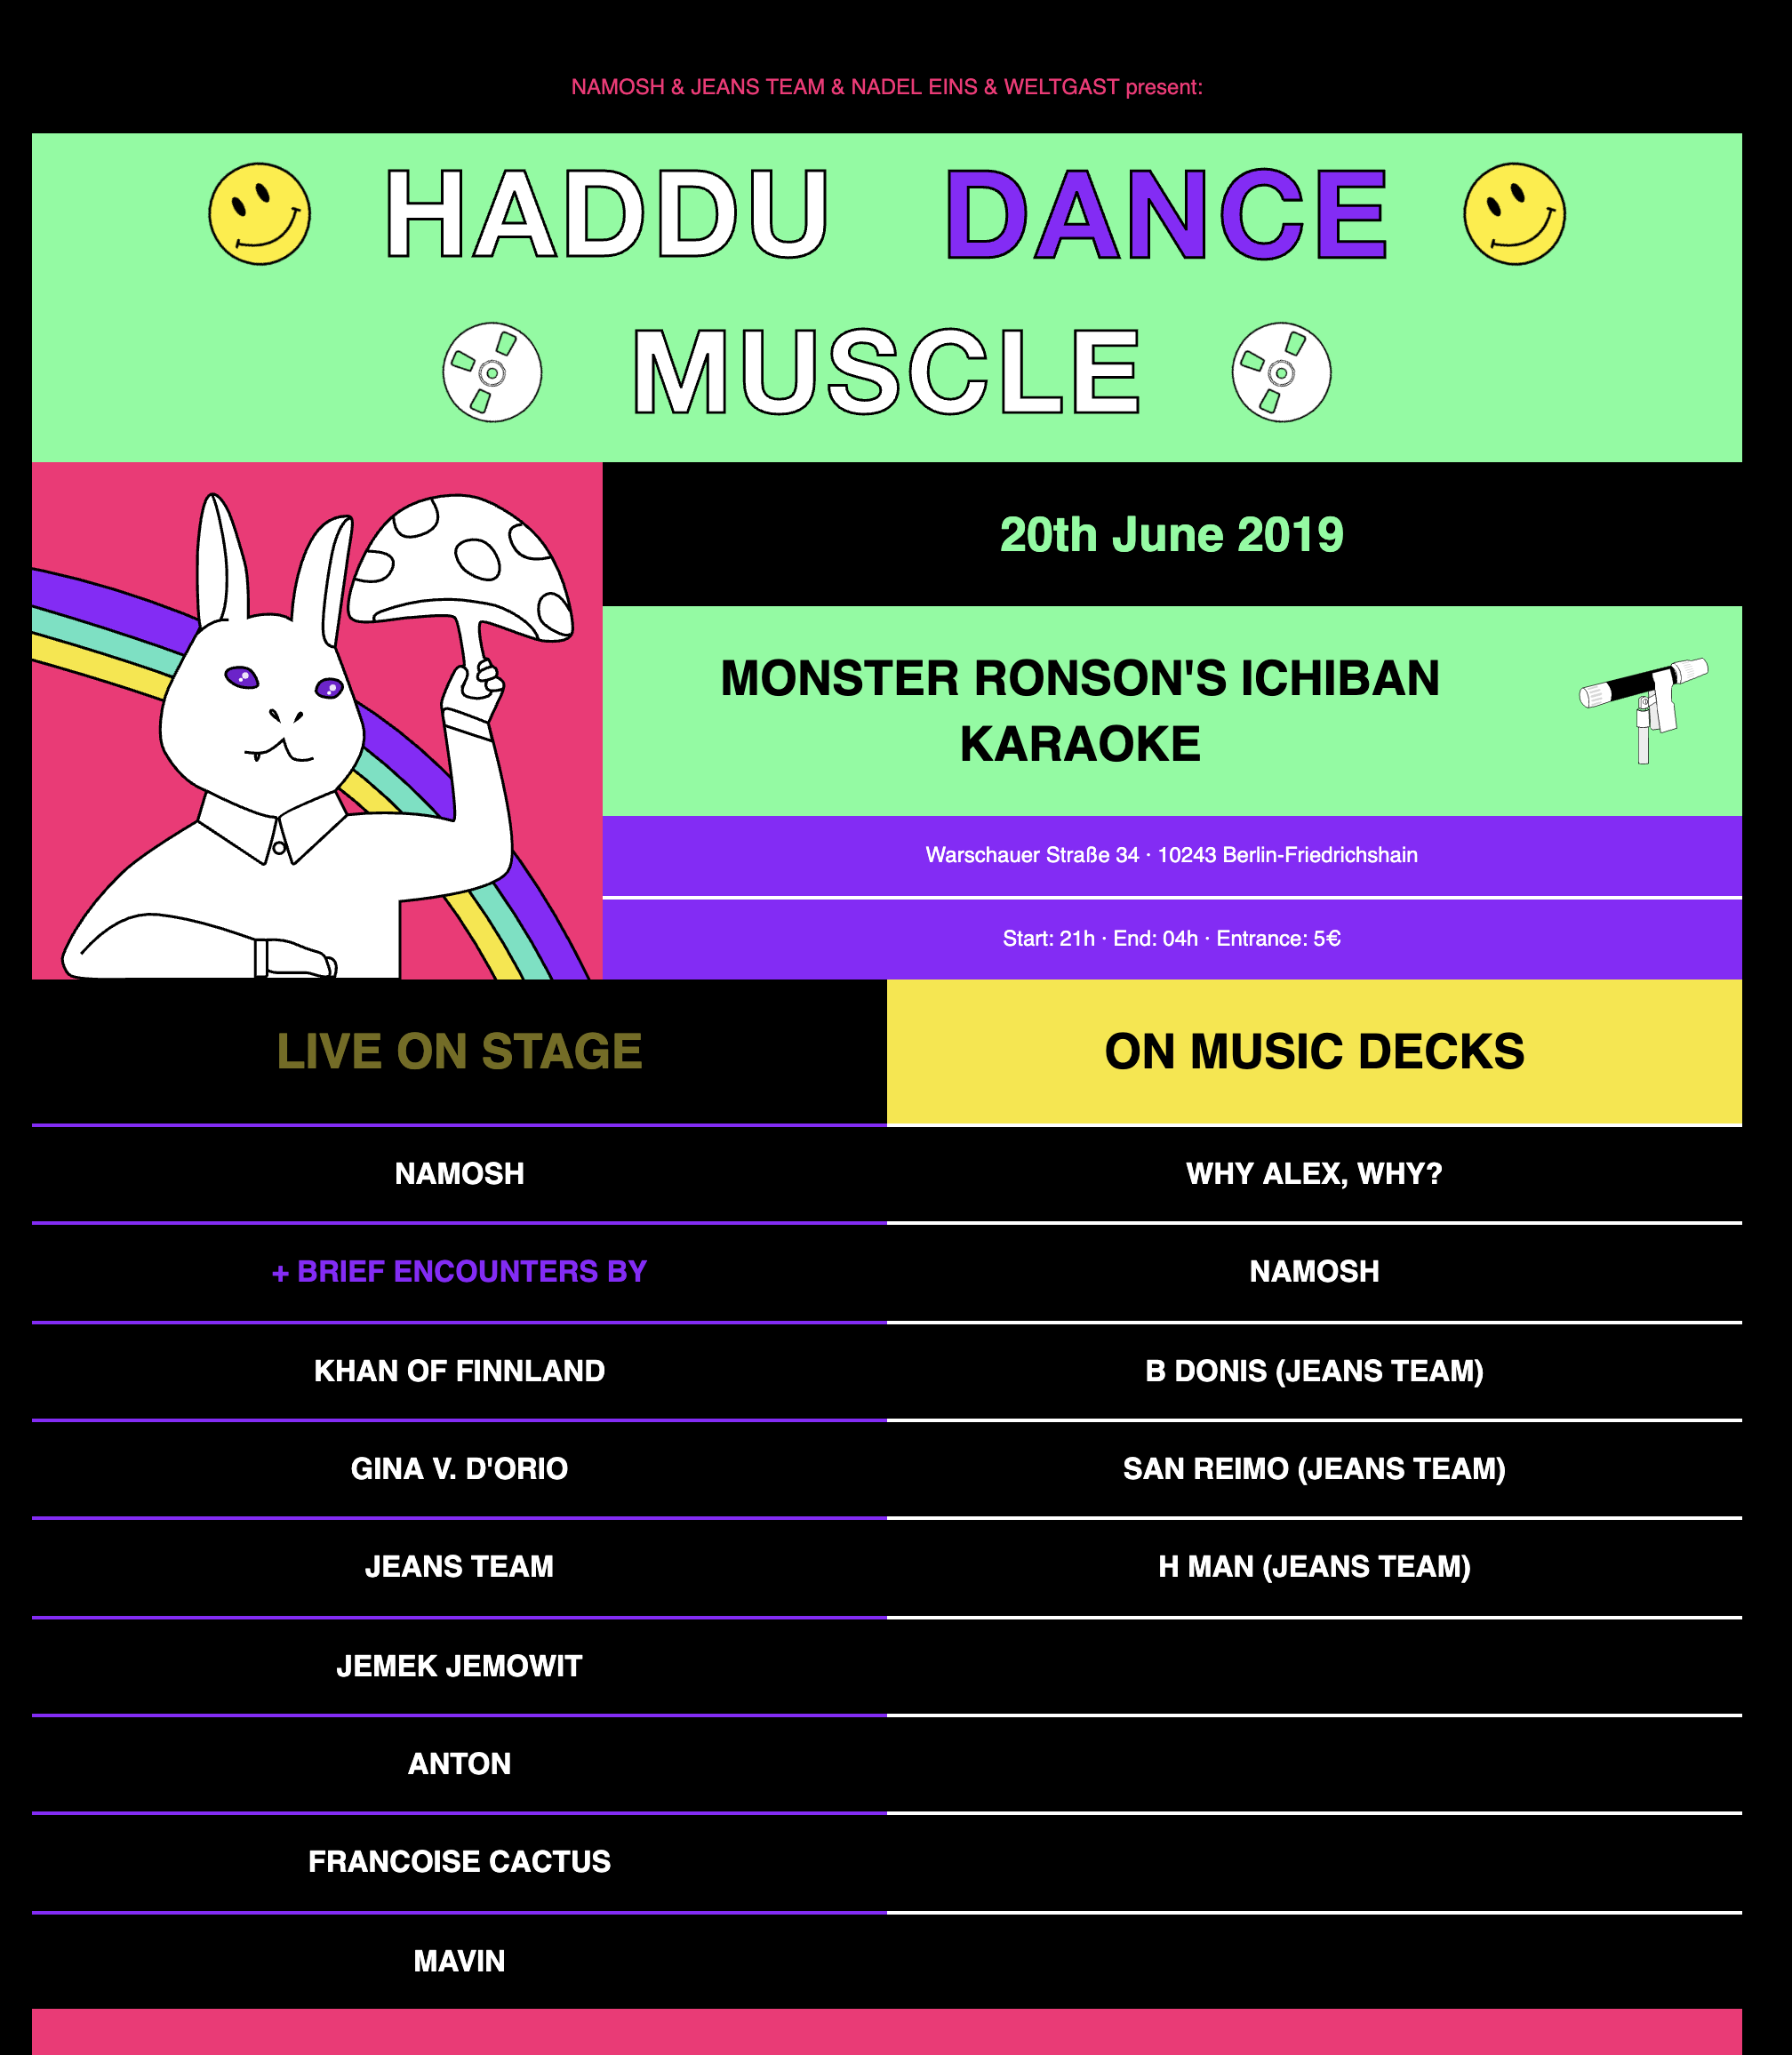 NAMOSH & JEANS TEAM & NADEL EINS & WELTGAST present:
HADDU DANCE
MUSCLE
20th June 2019
MONSTER RONSON'S ICHIBAN
KARAOKE
Warschauer Straße 34 · 10243 Berlin-Friedrichshain
Start: 21h · End: 04h · Entrance: 5€
LIVE ON STAGE
NAMOSH
+ BRIEF ENCOUNTERS BY
KHAN OF FINNLAND
GINA V. D'ORIO
JEANS TEAM
JEMEK JEMOWIT
ANTON
FRANCOISE CACTUS
MAVIN
ON MUSIC DECKS
WHY ALEX, WHY?
NAMOSH
B DONIS (JEANS TEAM)
SAN REIMO (JEANS TEAM)
H MAN (JEANS TEAM)